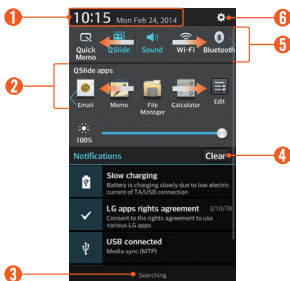 1
10:15 Mon Feb 24, 2014
6
Quick Memo
QSlide
Sound
Wi-Fi
Bluetooth
5
QSlide apps
2
Email
Memo
File Manager
Calculator
Edit
100%
Notifications
Clear
4
Slow charging
Battery is charging slowly due to low electric
current of TA/USB connection
LG apps rights agreement 2/10/70
Consent to the rights agreement to use
various LG apps
USB connected
Media sync (MTP)
3
Searching